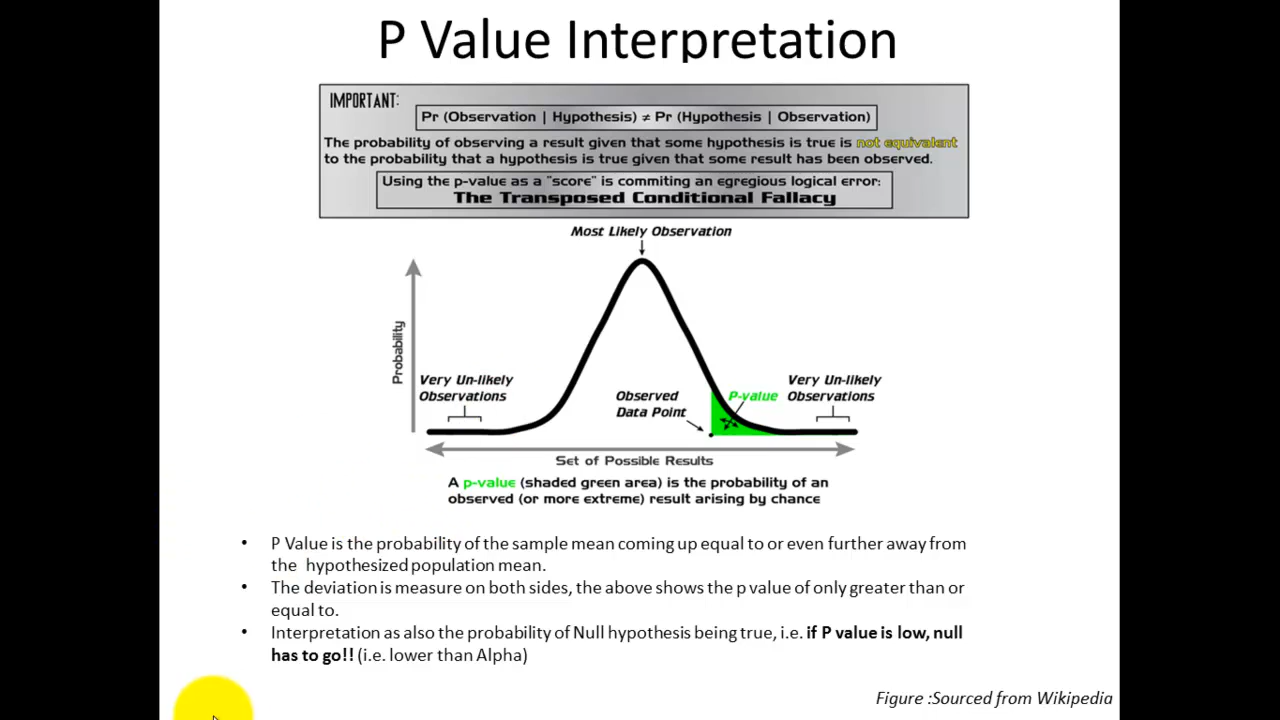 P Value Interpretation
IMPORTANT:
Pr (Observation | Hypothesis) ≠ Pr (Hypothesis | Observation)
The probability of observing a result given that some hypothesis is true is not equivalent
to the probability that a hypothesis is true given that some result has been observed.
Using the p-value as a "score" is commiting an egregious logical error:
The Transposed Conditional Fallacy
Most Likely Observation
Probability
Very Un-likely
Observations
Observed
Data Point
P-value
Very Un-likely
Observations
Set of Possible Results
A p-value (shaded green area) is the probability of an
observed (or more extreme) result arising by chance
• P Value is the probability of the sample mean coming up equal to or even further away from
the hypothesized population mean.
• The deviation is measure on both sides, the above shows the p value of only greater than or
equal to.
• Interpretation as also the probability of Null hypothesis being true, i.e. if P value is low, null
has to go!! (i.e. lower than Alpha)
Figure :Sourced from Wikipedia